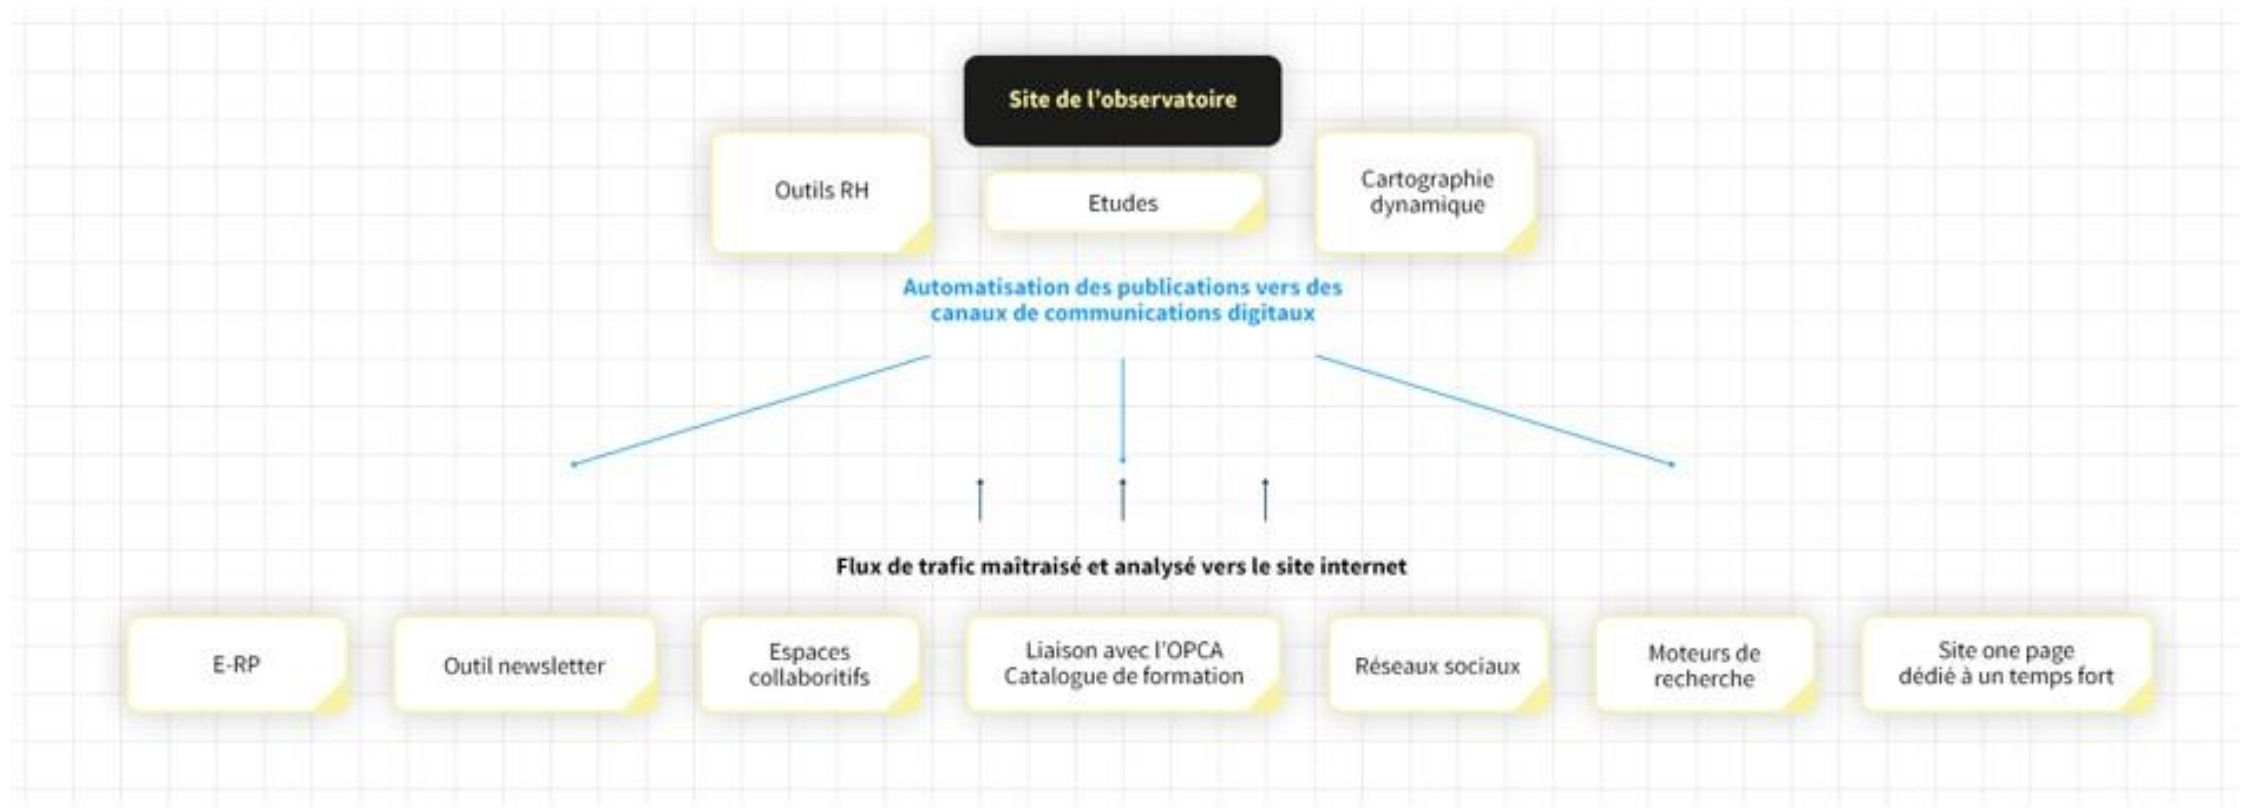 Site de l'observatoire
Outils RH
Etudes
Cartographie
dynamique
Automatisation des publications vers des
canaux de communications digitaux
Flux de trafic maîtraisé et analysé vers le site internet
E-RP
Outil newsletter
Espaces
collaboritifs
Liaison avec l'OPCA
Catalogue de formation
Réseaux sociaux
Moteurs de
recherche
Site one page
dédié à un temps fort